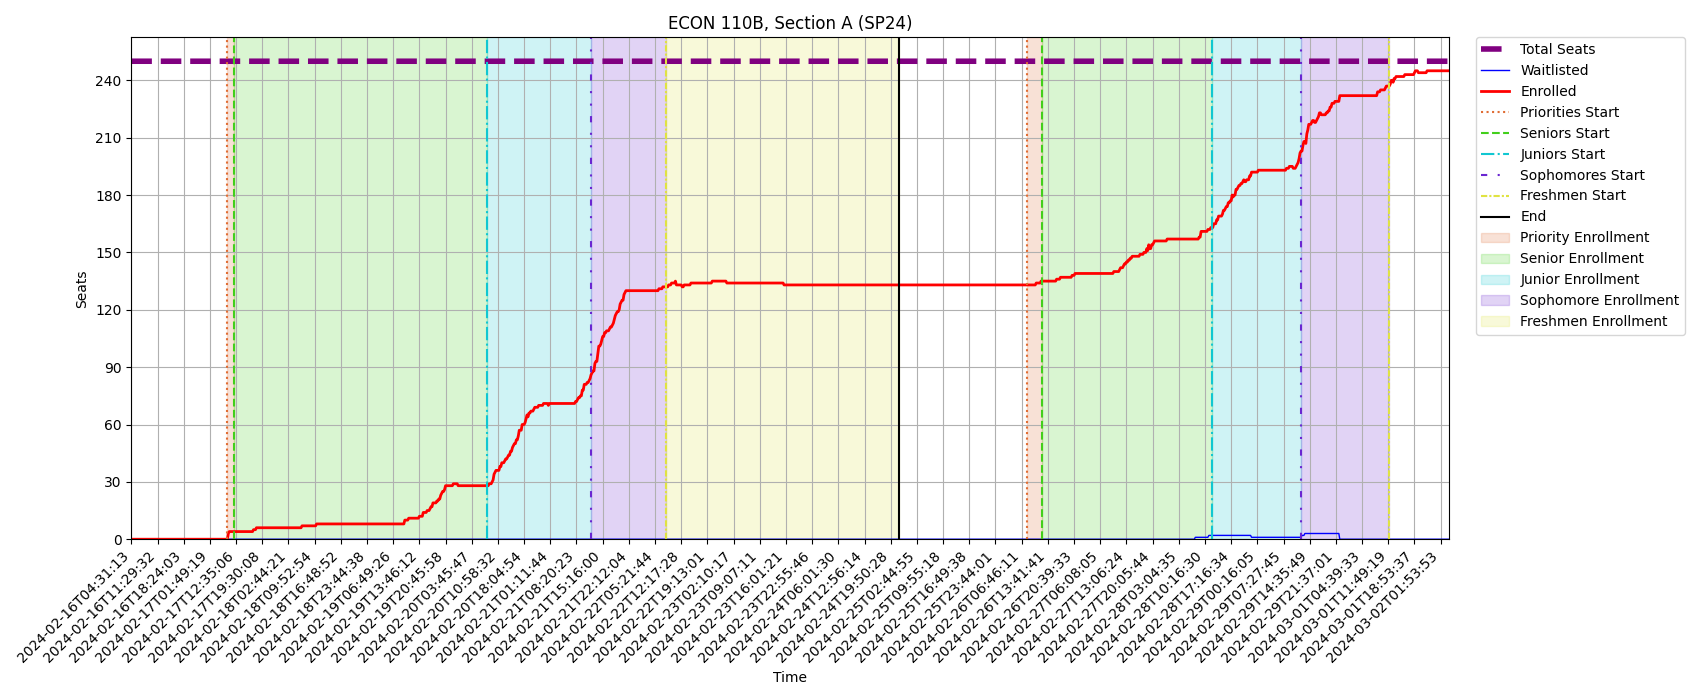 ECON 110B, Section A (SP24)
Seats
240
210
180
150
120
90
60
30
0
2024-02-16T04:31:13
2024-02-16T11:29:32
2024-02-16T18:24:03
2024-02-17T01:49:19
2024-02-17T12:35:06
2024-02-17T19:30:08
2024-02-18T02:44:21
2024-02-18T09:52:54
2024-02-18T16:48:52
2024-02-18T23:44:38
2024-02-19T06:49:26
2024-02-19T13:46:12
2024-02-19T20:45:58
2024-02-20T03:45:47
2024-02-20T10:58:32
2024-02-20T18:04:54
2024-02-21T01:11:44
2024-02-21T08:20:23
2024-02-21T15:16:00
2024-02-21T22:12:04
2024-02-22T05:21:44
2024-02-22T12:17:28
2024-02-22T19:13:01
2024-02-23T02:10:17
2024-02-23T09:07:11
2024-02-23T16:01:21
2024-02-23T22:55:46
2024-02-24T06:01:30
2024-02-24T12:56:14
2024-02-24T19:50:28
2024-02-25T02:44:55
2024-02-25T09:55:18
2024-02-25T16:49:38
2024-02-25T23:44:01
2024-02-26T06:46:11
2024-02-26T13:41:41
2024-02-26T20:39:33
2024-02-27T06:08:05
2024-02-27T13:06:24
2024-02-27T20:05:44
2024-02-28T03:04:35
2024-02-28T10:16:30
2024-02-28T17:16:34
2024-02-29T00:16:05
2024-02-29T07:27:45
2024-02-29T14:35:49
2024-02-29T21:37:01
2024-03-01T04:39:33
2024-03-01T11:49:19
2024-03-01T18:53:37
2024-03-02T01:53:53
Time
Total Seats
Waitlisted
Enrolled
Priorities Start
Seniors Start
Juniors Start
Sophomores Start
Freshmen Start
End
Priority Enrollment
Senior Enrollment
Junior Enrollment
Sophomore Enrollment
Freshmen Enrollment